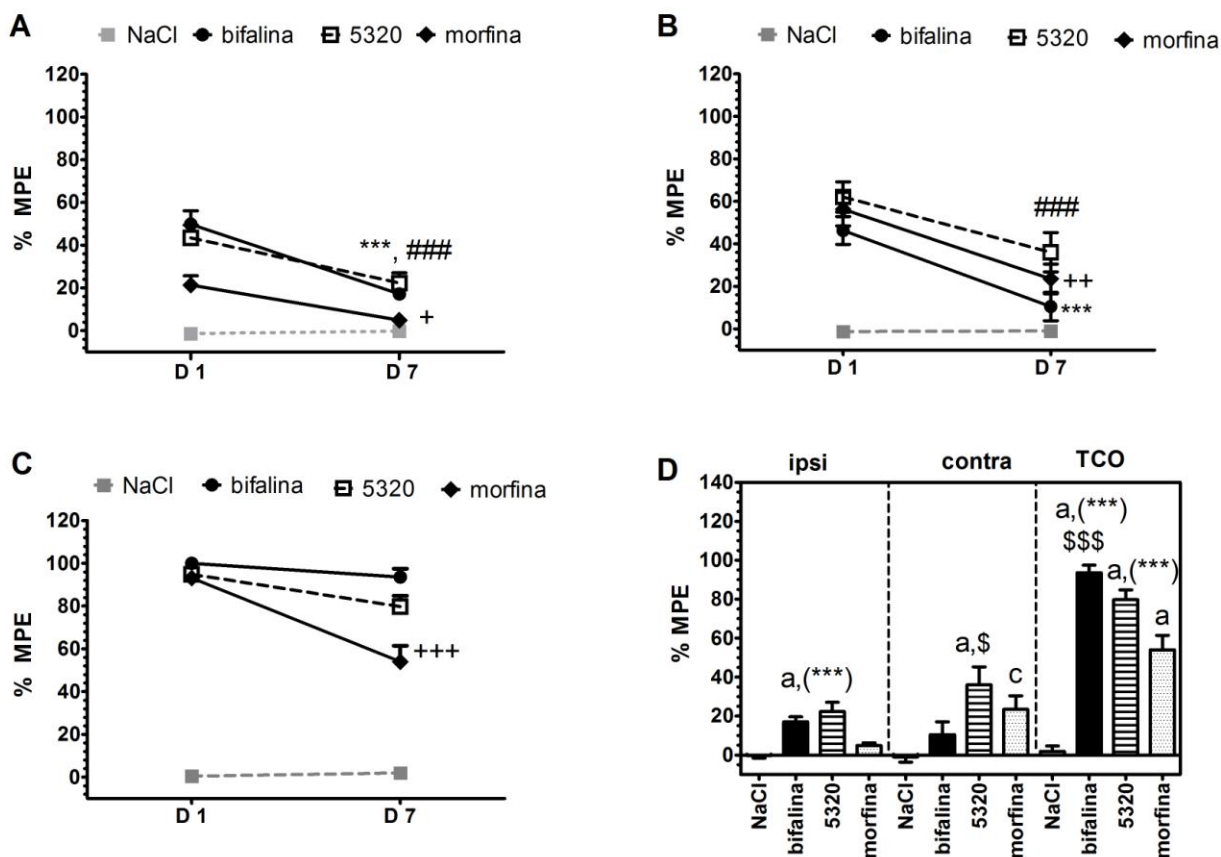 A
NaCl bifalina 5320 morfina
120
100
80
60
40
20
0
% MPE
***, ###
+
D 1 D 7
B
NaCl bifalina 5320 morfina
120
100
80
60
40
20
0
% MPE
###
++
***
D 1 D 7
C
NaCl bifalina 5320 morfina
120
100
80
60
40
20
0
% MPE
+++
D 1 D 7
D
ipsi contra TCO
140
120
100
80
60
40
20
0
% MPE
a,(***)
a,$
c
a,(***)
$$$
a,(***)
a
NaCl bifalina 5320 morfina NaCl bifalina 5320 morfina NaCl bifalina 5320 morfina